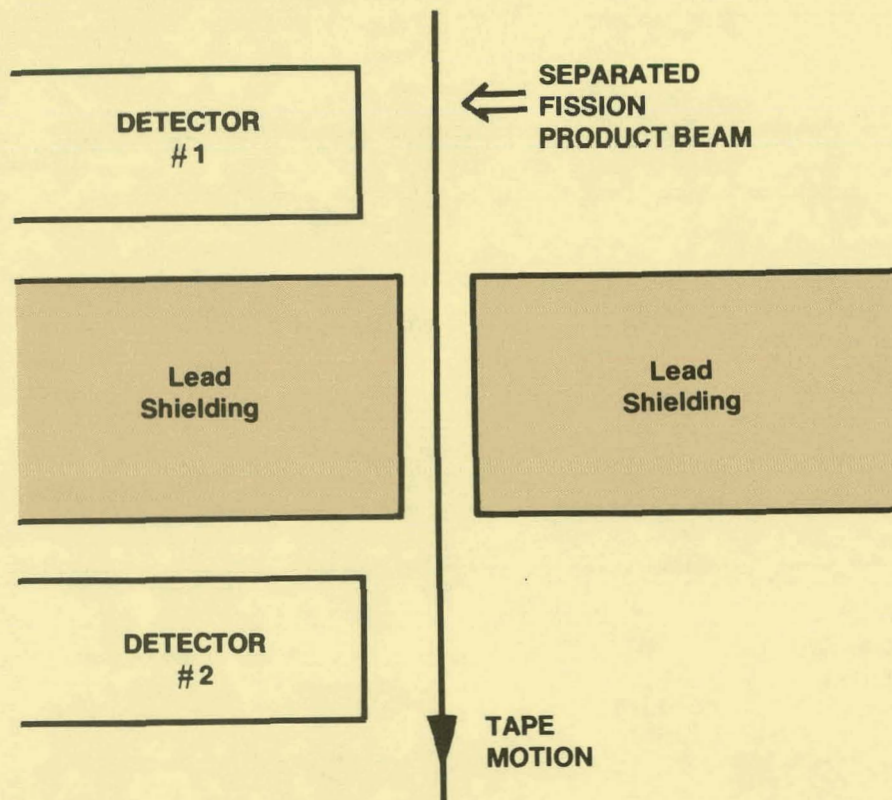 DETECTOR
#1
SEPARATED
FISSION
PRODUCT BEAM
Lead
Shielding
Lead
Shielding
DETECTOR
#2
TAPE
MOTION